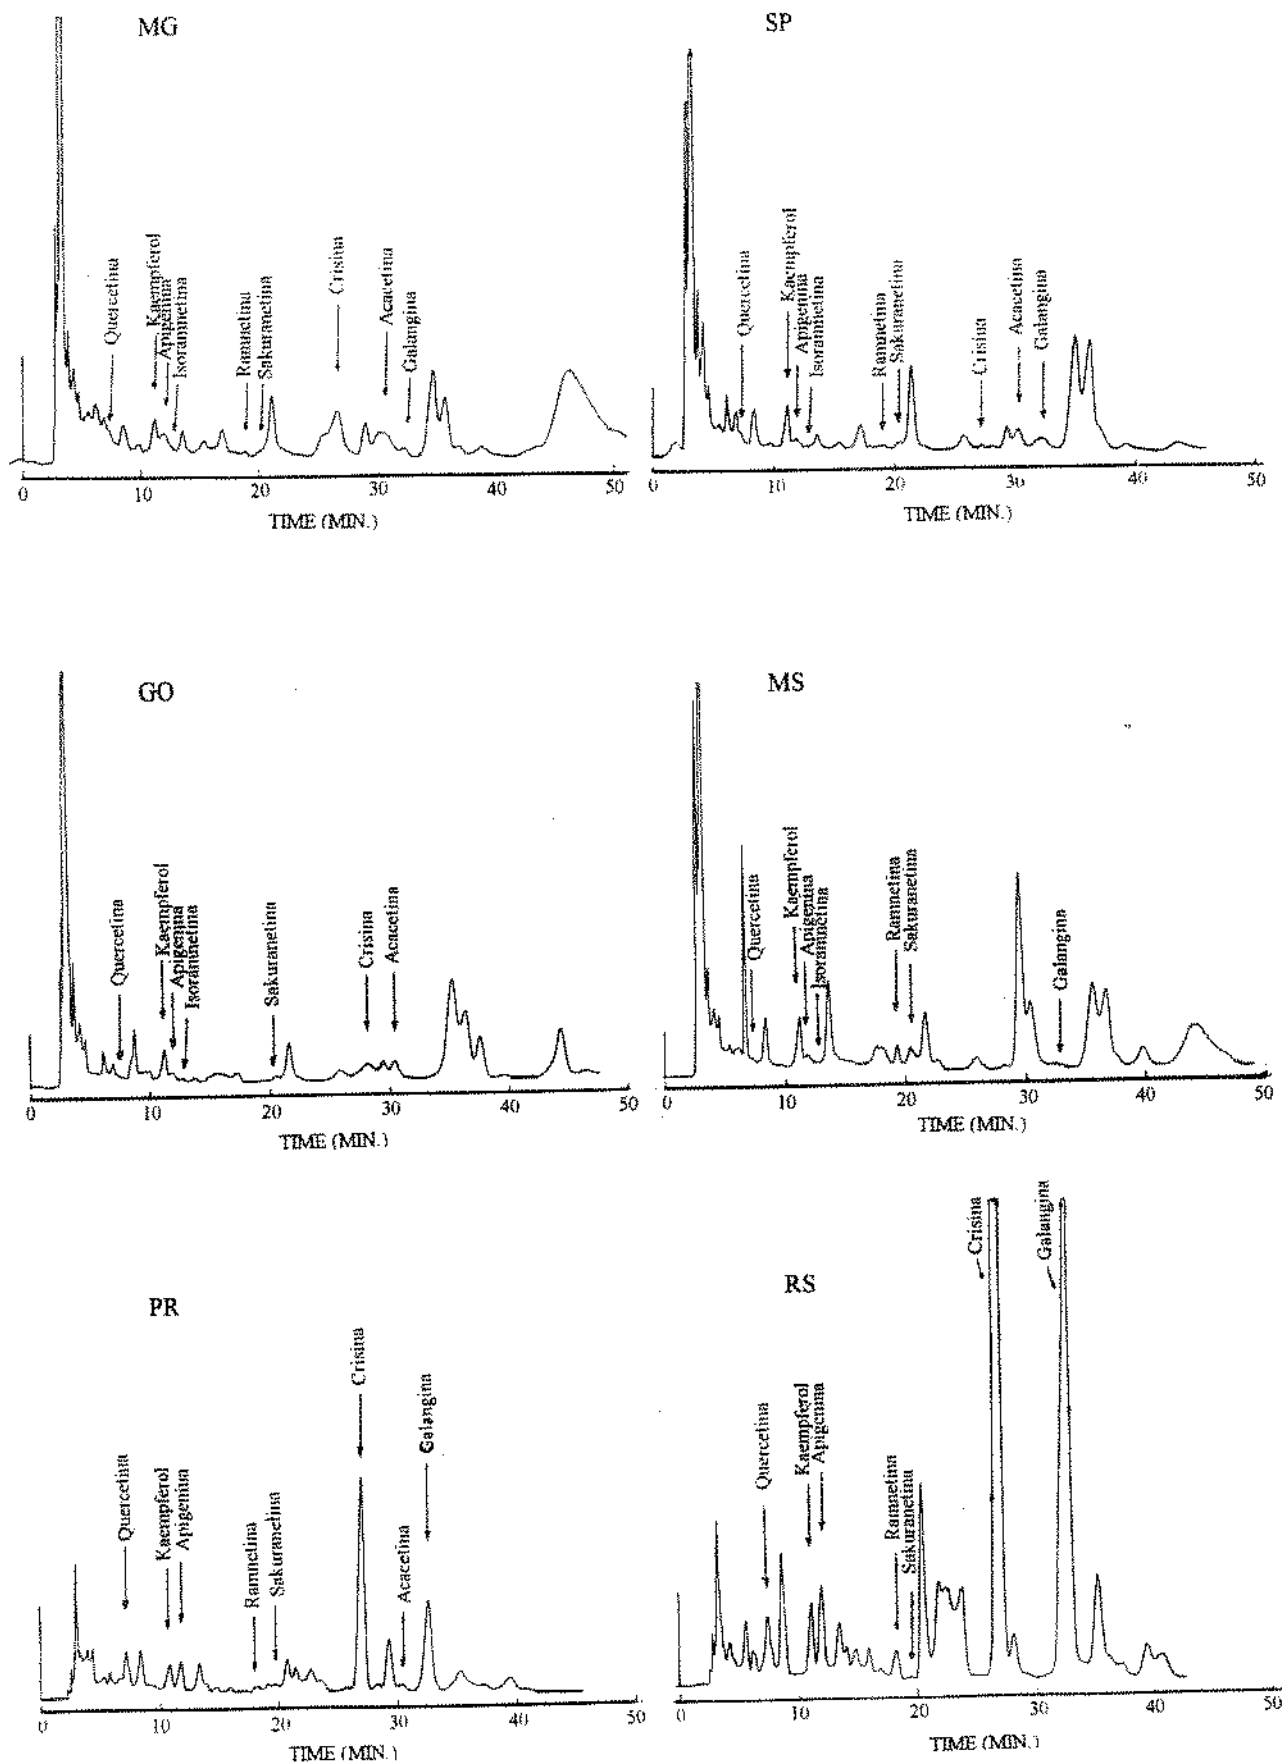 MG
Quercetina
Kaempferol
Apigenina
Isoramnetina
Ramnetina
Sakuranetina
Crisina
Acacetina
Galangina
0 10 20 30 40 50
TIME (MIN.)
SP
Quercetina
Kaempferol
Apigenina
Isoramnetina
Ramnetina
Sakuranetina
Crisina
Acacetina
Galangina
0 10 20 30 40 50
TIME (MIN.)
GO
Quercetina
Kaempferol
Apigenina
Isoramnetina
Sakuranetina
Crisina
Acacetina
0 10 20 30 40 50
TIME (MIN.)
MS
Quercetina
Kaempferol
Apigenina
Isoramnetina
Ramnetina
Sakuranetina
Galangina
0 10 20 30 40 50
TIME (MIN.)
PR
Quercetina
Kaempferol
Apigenina
Ramnetina
Sakuranetina
Crisina
Acacetina
Galangina
0 10 20 30 40 50
TIME (MIN.)
RS
Quercetina
Kaempferol
Apigenina
Ramnetina
Sakuranetina
Crisina
Galangina
0 10 20 30 40 50
TIME (MIN.)